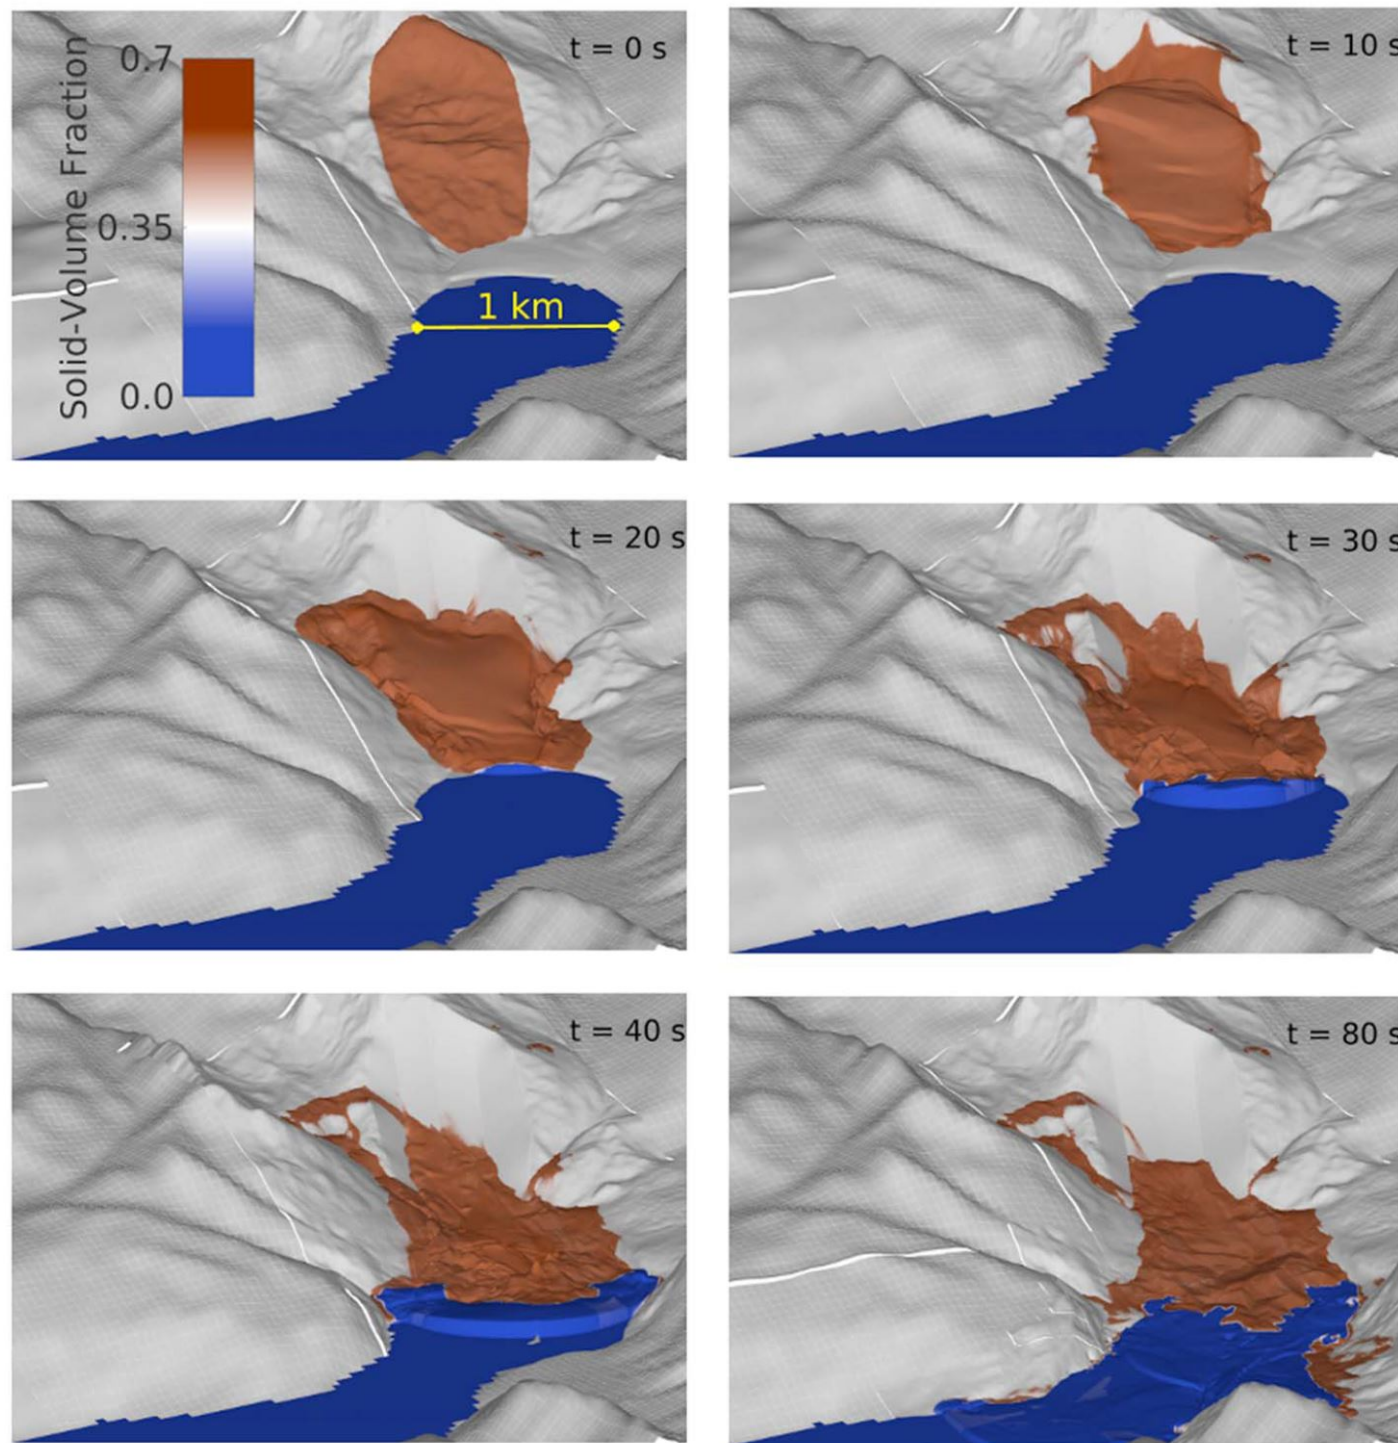 Solid-Volume Fraction
0.7
0.35
0.0
1 km
t = 0 s
t = 10 s
t = 20 s
t = 30 s
t = 40 s
t = 80 s